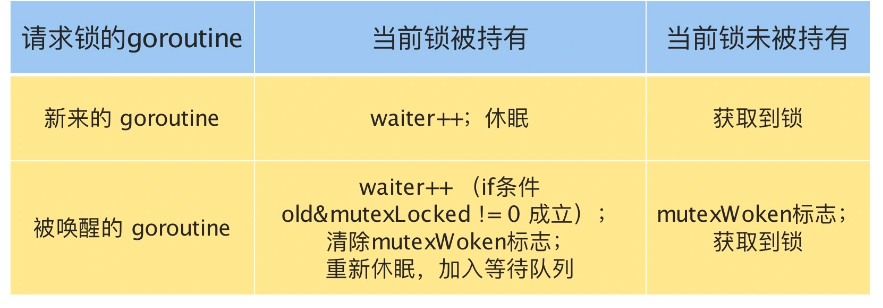 请求锁的goroutine
当前锁被持有
当前锁未被持有
新来的 goroutine
waiter++；休眠
获取到锁
被唤醒的 goroutine
waiter++ （if条件
old&mutexLocked != 0 成立）；
清除mutexWoken标志；
重新休眠，加入等待队列
mutexWoken标志；
获取到锁